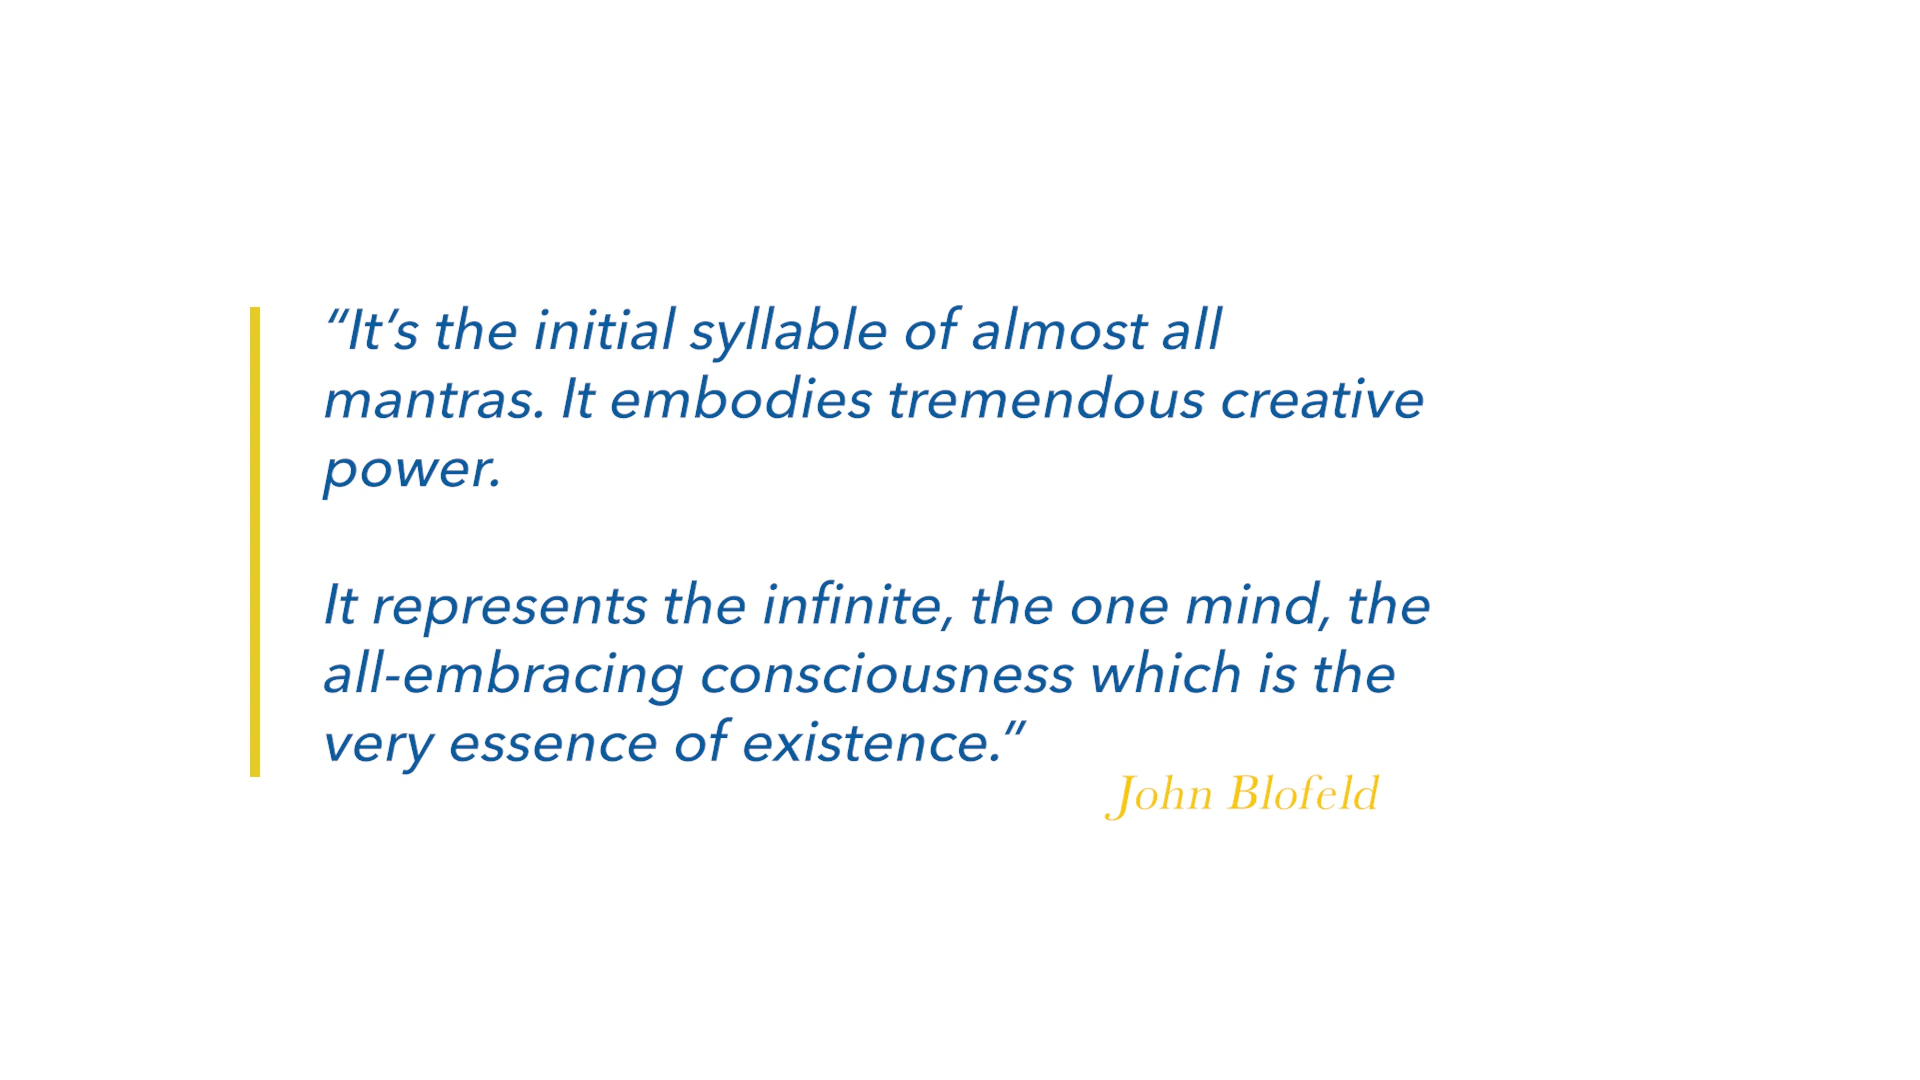 “It’s the initial syllable of almost all
mantras. It embodies tremendous creative
power.
It represents the infinite, the one mind, the
all-embracing consciousness which is the
very essence of existence.”
John Blofeld